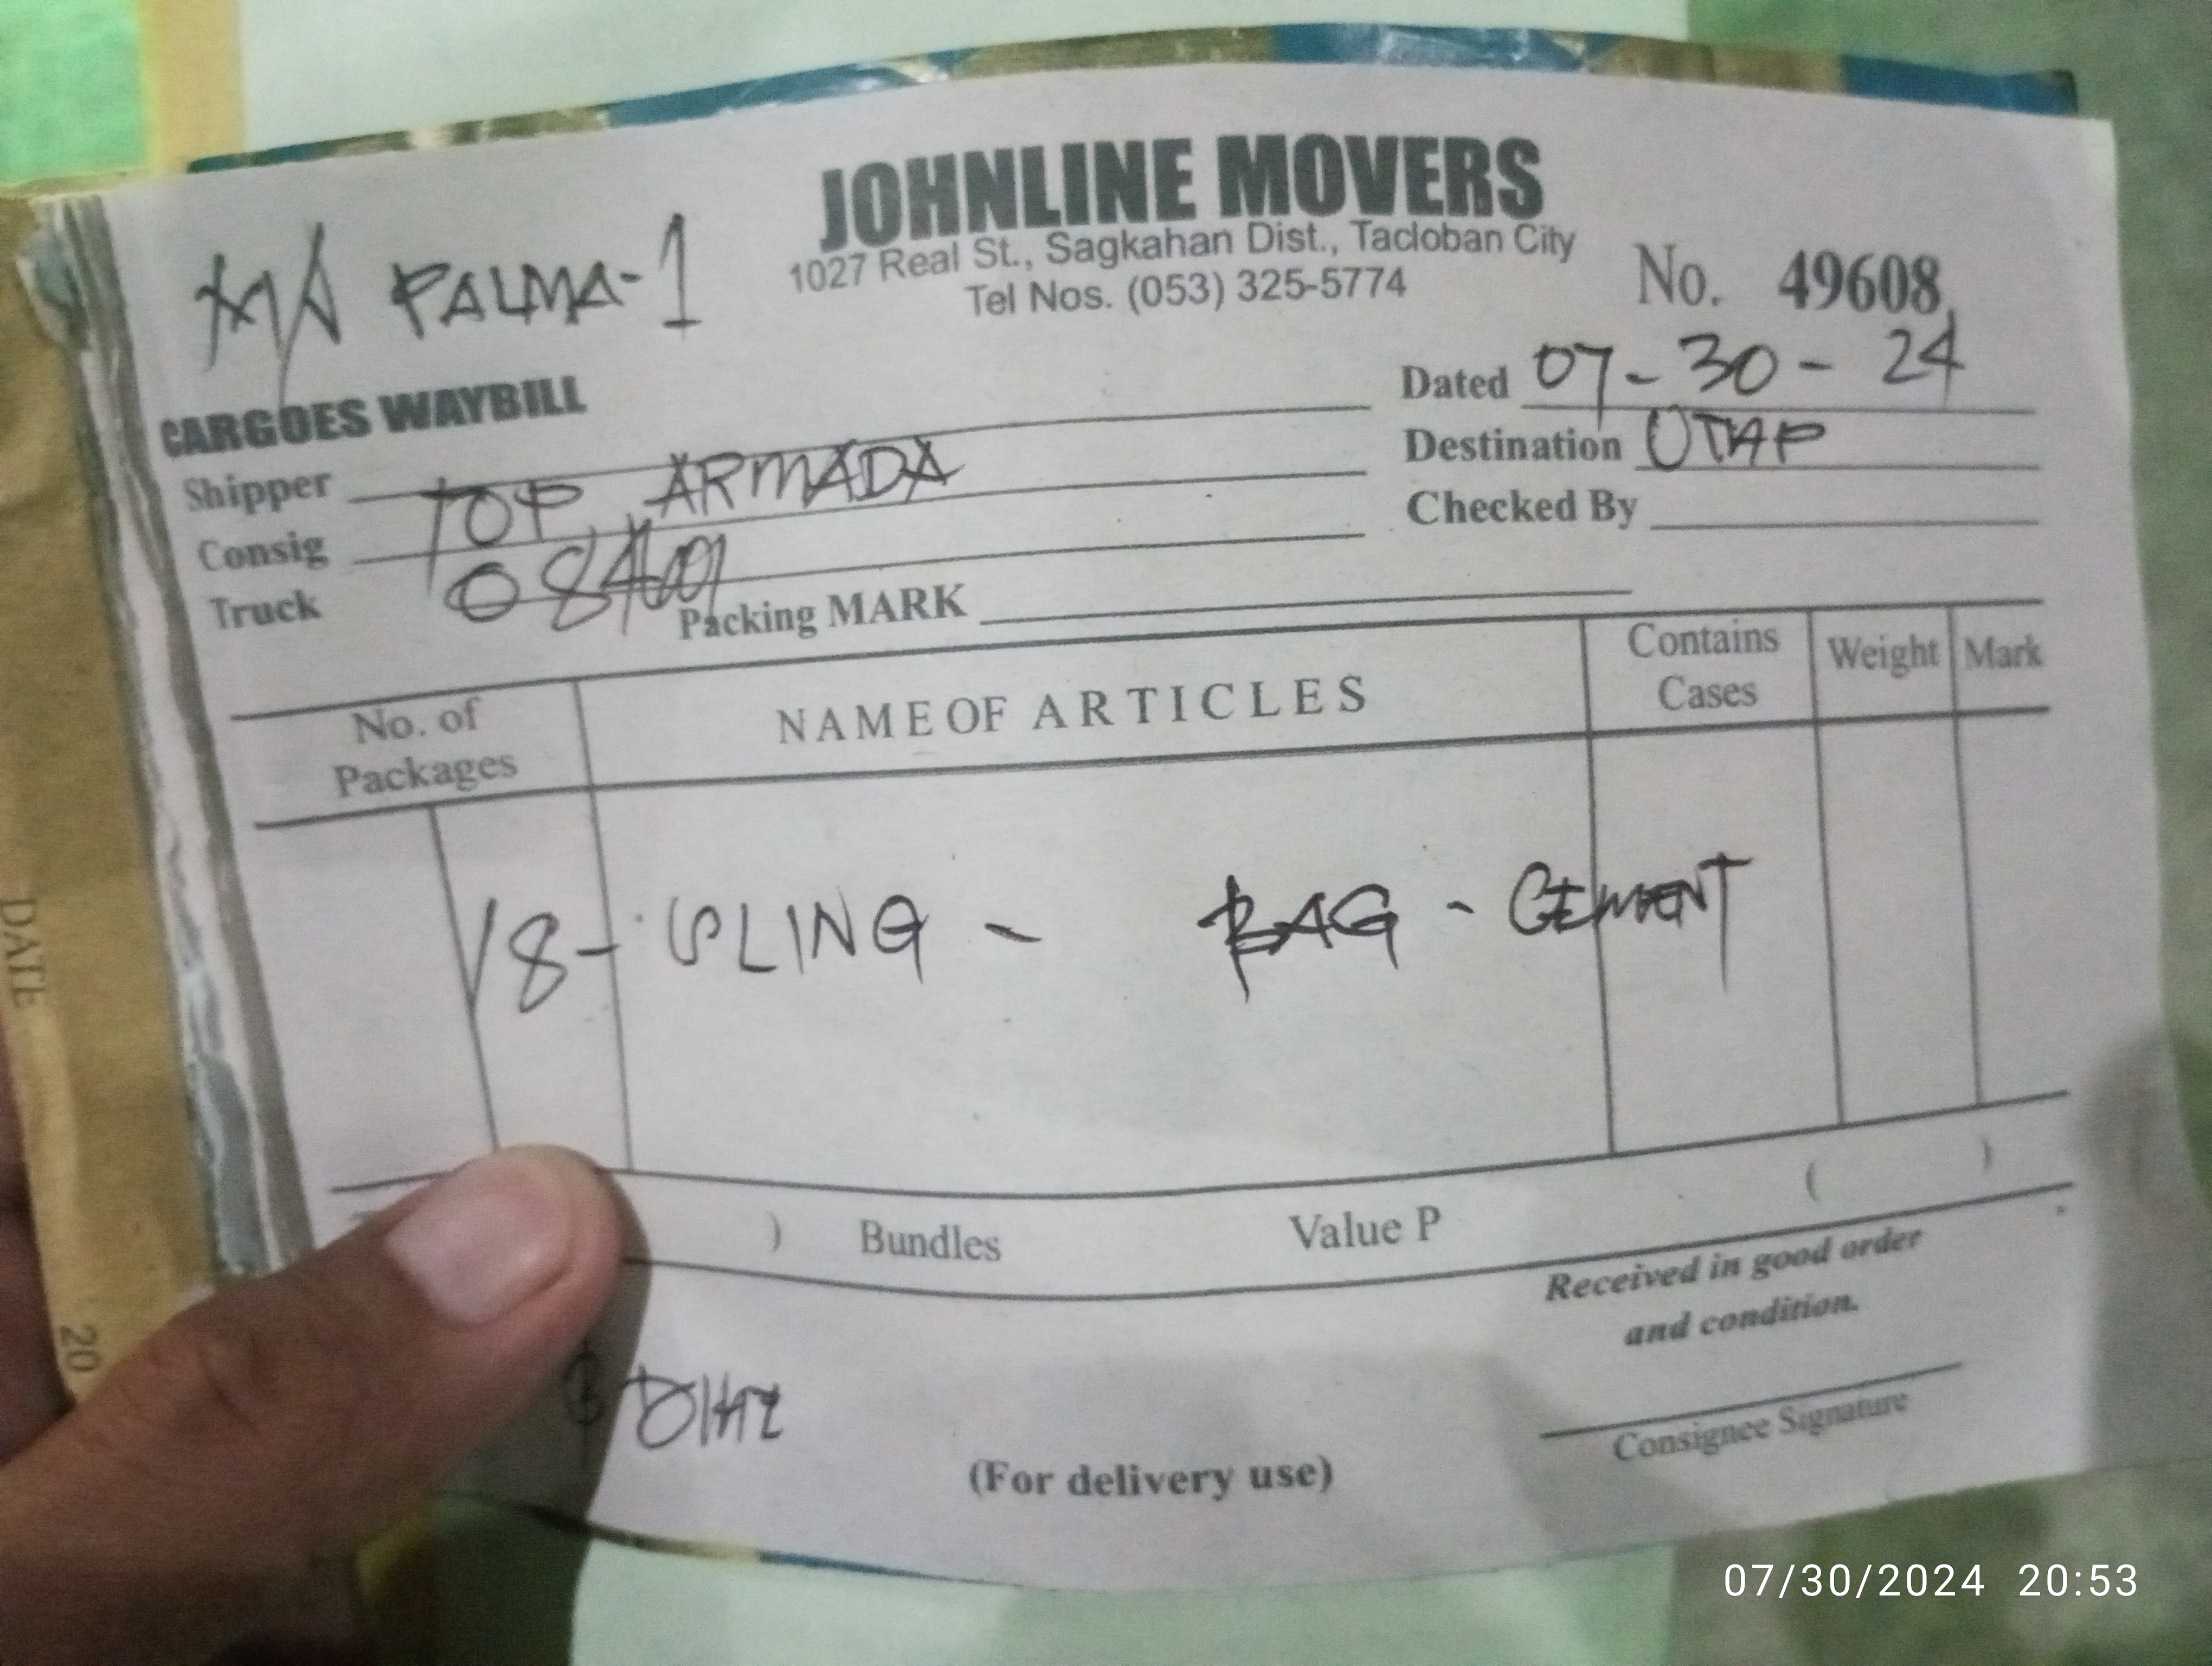 JOHNLINE MOVERS
1027 Real St., Sagkahan Dist., Tacloban City
Tel Nos. (053) 325-5774
PALMA-1
No. 49608
CARGOES WAYBILL
Dated 07-30-24
Shipper
Destination UTAP
TOP ARMADA
Consig
Checked By
Truck
Packing MARK
No. of Packages
NAME OF ARTICLES
Contains Cases
Weight
Mark
18- SLING - BAG - CEMENT
) Bundles Value P ( )
Received in good order
and condition.
Consignee Signature
(For delivery use)
DATE
20
07/30/2024 20:53